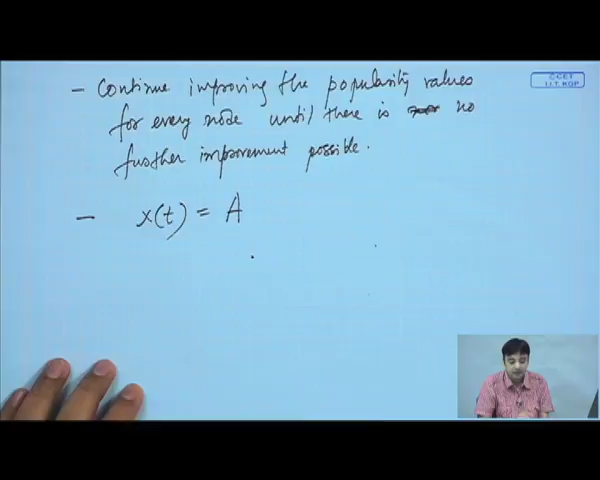 - Continue improving the popularity values
for every node until there is no
further improvement possible.
- x(t) = A
© CET
I.I.T. KGP